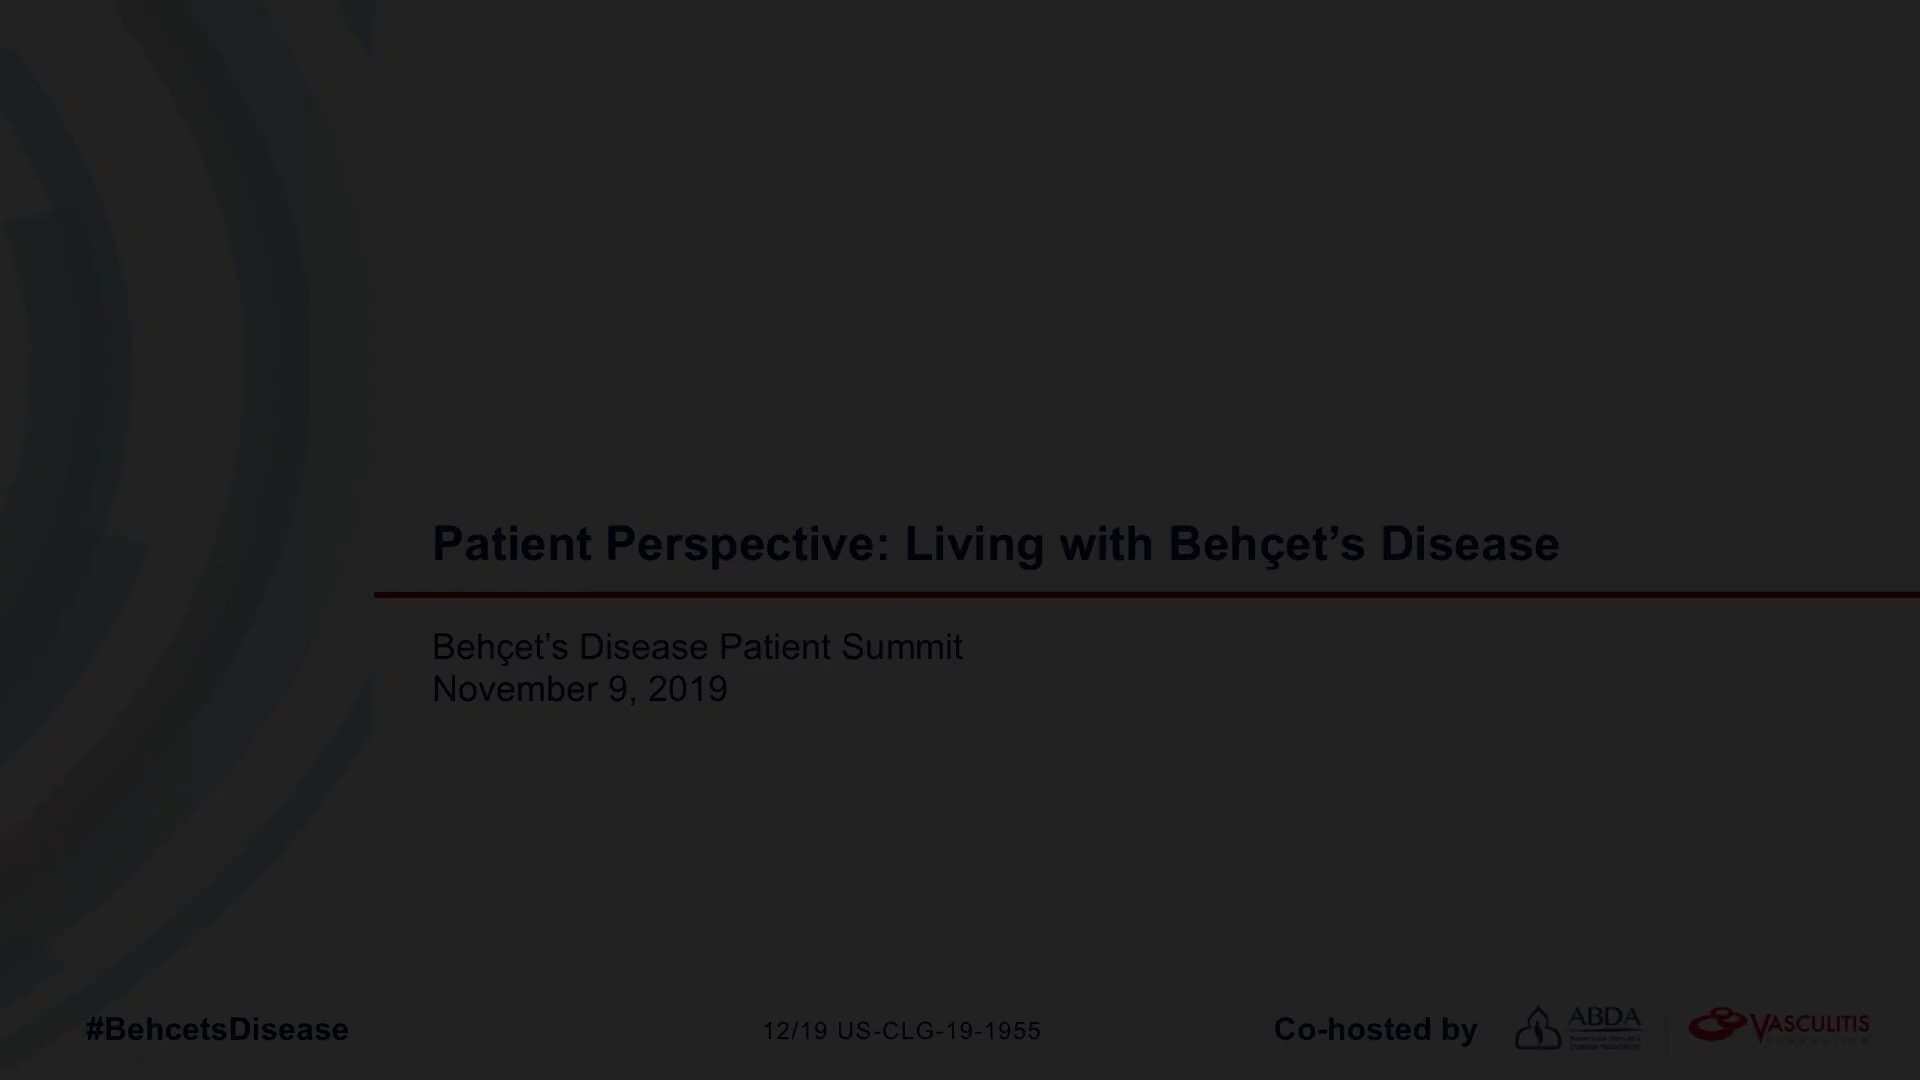 Patient Perspective: Living with Behçet’s Disease
Behçet’s Disease Patient Summit
November 9, 2019
#BehcetsDisease
12/19 US-CLG-19-1955
Co-hosted by
ABDA
VASCULITIS